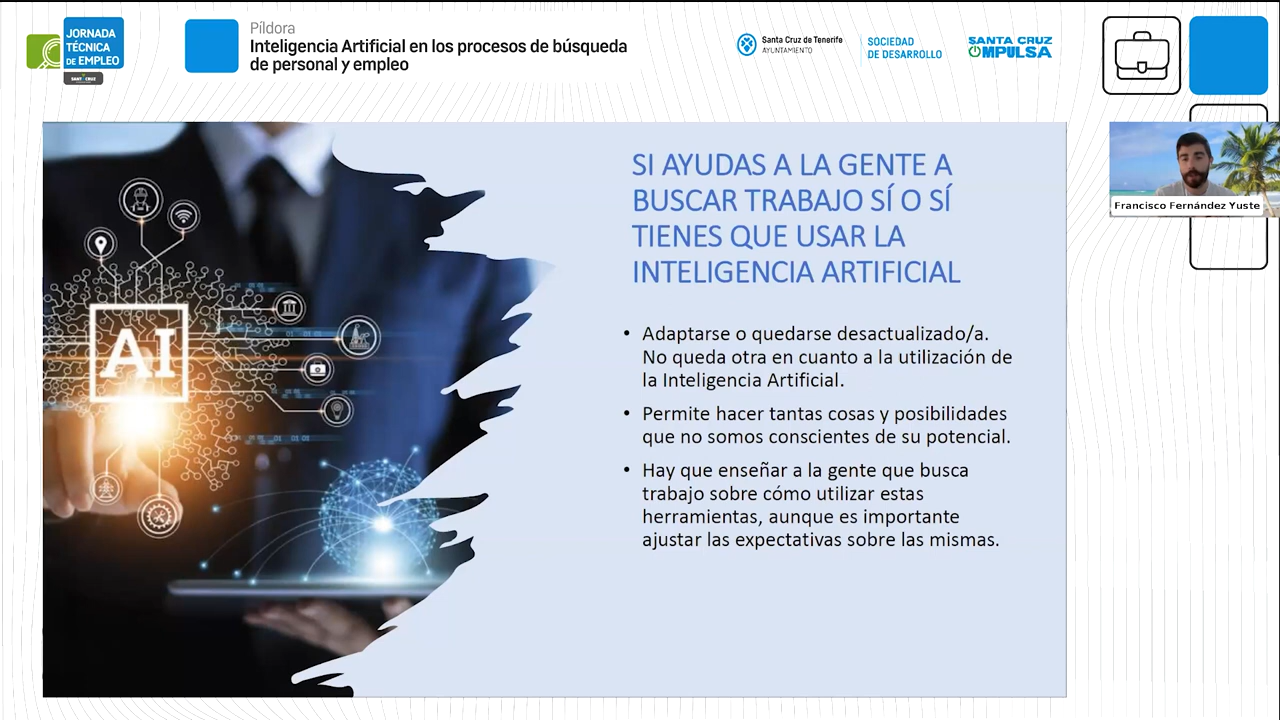 JORNADA
TÉCNICA
DE EMPLEO
Píldora
Inteligencia Artificial en los procesos de búsqueda
de personal y empleo
Santa Cruz de Tenerife
AYUNTAMIENTO
SOCIEDAD
DE DESARROLLO
SANTA CRUZ
OMPULSA
SI AYUDAS A LA GENTE A
BUSCAR TRABAJO SÍ O SÍ
TIENES QUE USAR LA
INTELIGENCIA ARTIFICIAL
• Adaptarse o quedarse desactualizado/a.
No queda otra en cuanto a la utilización de
la Inteligencia Artificial.
• Permite hacer tantas cosas y posibilidades
que no somos conscientes de su potencial.
• Hay que enseñar a la gente que busca
trabajo sobre cómo utilizar estas
herramientas, aunque es importante
ajustar las expectativas sobre las mismas.
AI
Francisco Fernández Yuste